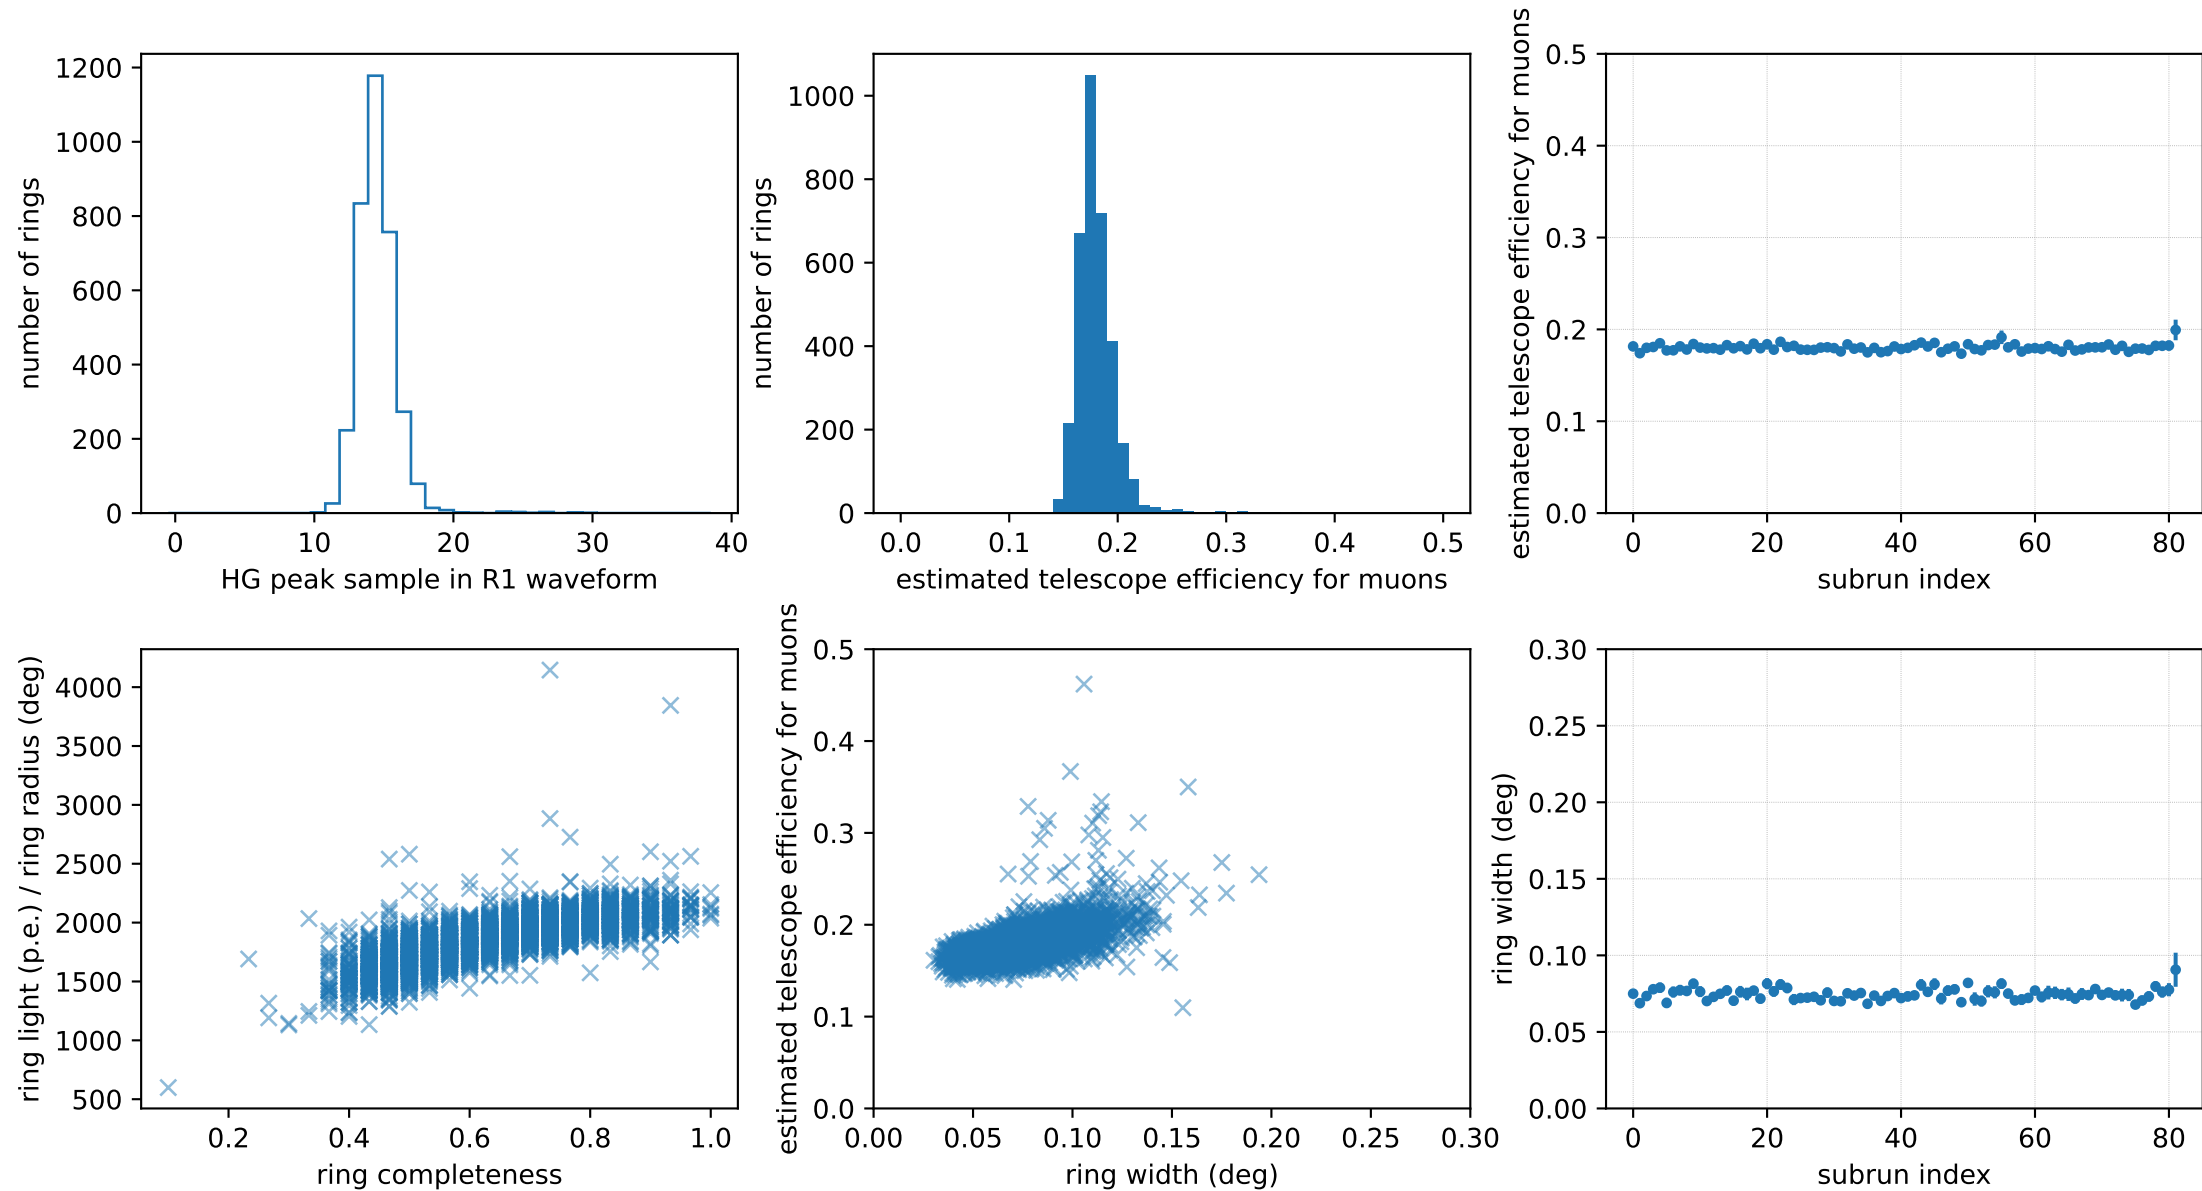 number of rings
1200
1000
800
600
400
200
0
0 10 20 30 40
HG peak sample in R1 waveform
number of rings
1000
800
600
400
200
0
0.0 0.1 0.2 0.3 0.4 0.5
estimated telescope efficiency for muons
estimated telescope efficiency for muons
0.5
0.4
0.3
0.2
0.1
0.0
0 20 40 60 80
subrun index
ring light (p.e.) / ring radius (deg)
4000
3500
3000
2500
2000
1500
1000
500
0.2 0.4 0.6 0.8 1.0
ring completeness
estimated telescope efficiency for muons
0.5
0.4
0.3
0.2
0.1
0.0
0.00 0.05 0.10 0.15 0.20 0.25 0.30
ring width (deg)
ring width (deg)
0.30
0.25
0.20
0.15
0.10
0.05
0.00
0 20 40 60 80
subrun index